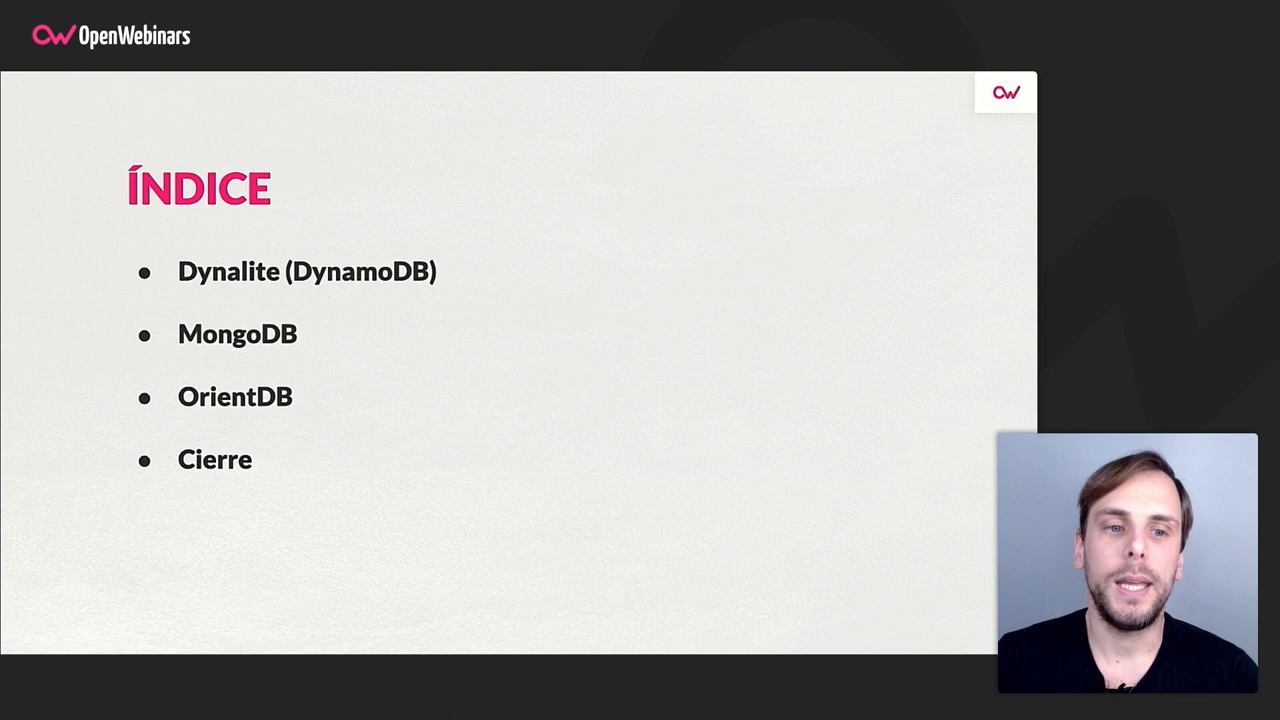 OpenWebinars
ÍNDICE
● Dynalite (DynamoDB)
● MongoDB
● OrientDB
● Cierre